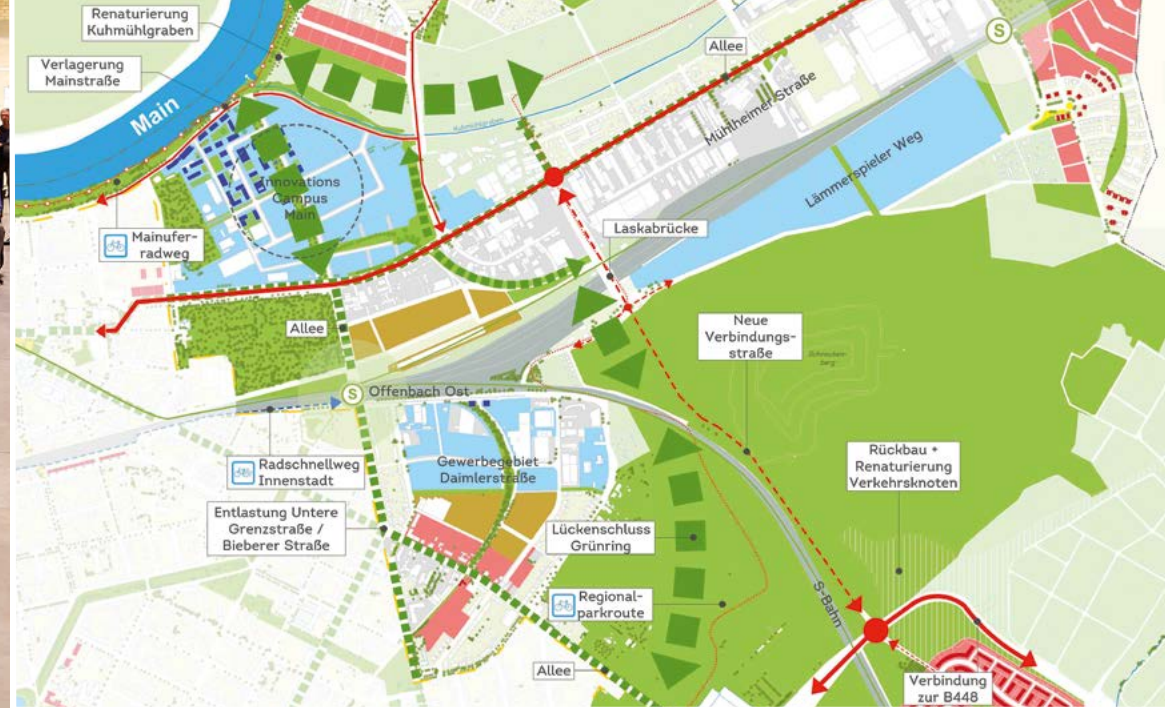 Renaturierung
Kuhmühlgraben
Verlagerung
Mainstraße
Main
Allee
Mühlheimer Straße
S
Kuhmühlgraben
Lämmerspieler Weg
Innovations
Campus
Main
Mainufer-
radweg
Laskabrücke
Allee
Neue
Verbindungs-
straße
Schneckenberg
S
Offenbach Ost
Radschnellweg
Innenstadt
Gewerbegebiet
Daimlerstraße
Rückbau +
Renaturierung
Verkehrsknoten
Entlastung Untere
Grenzstraße /
Bieberer Straße
Lückenschluss
Grünring
Regional-
parkroute
S-Bahn
Allee
Verbindung
zur B448